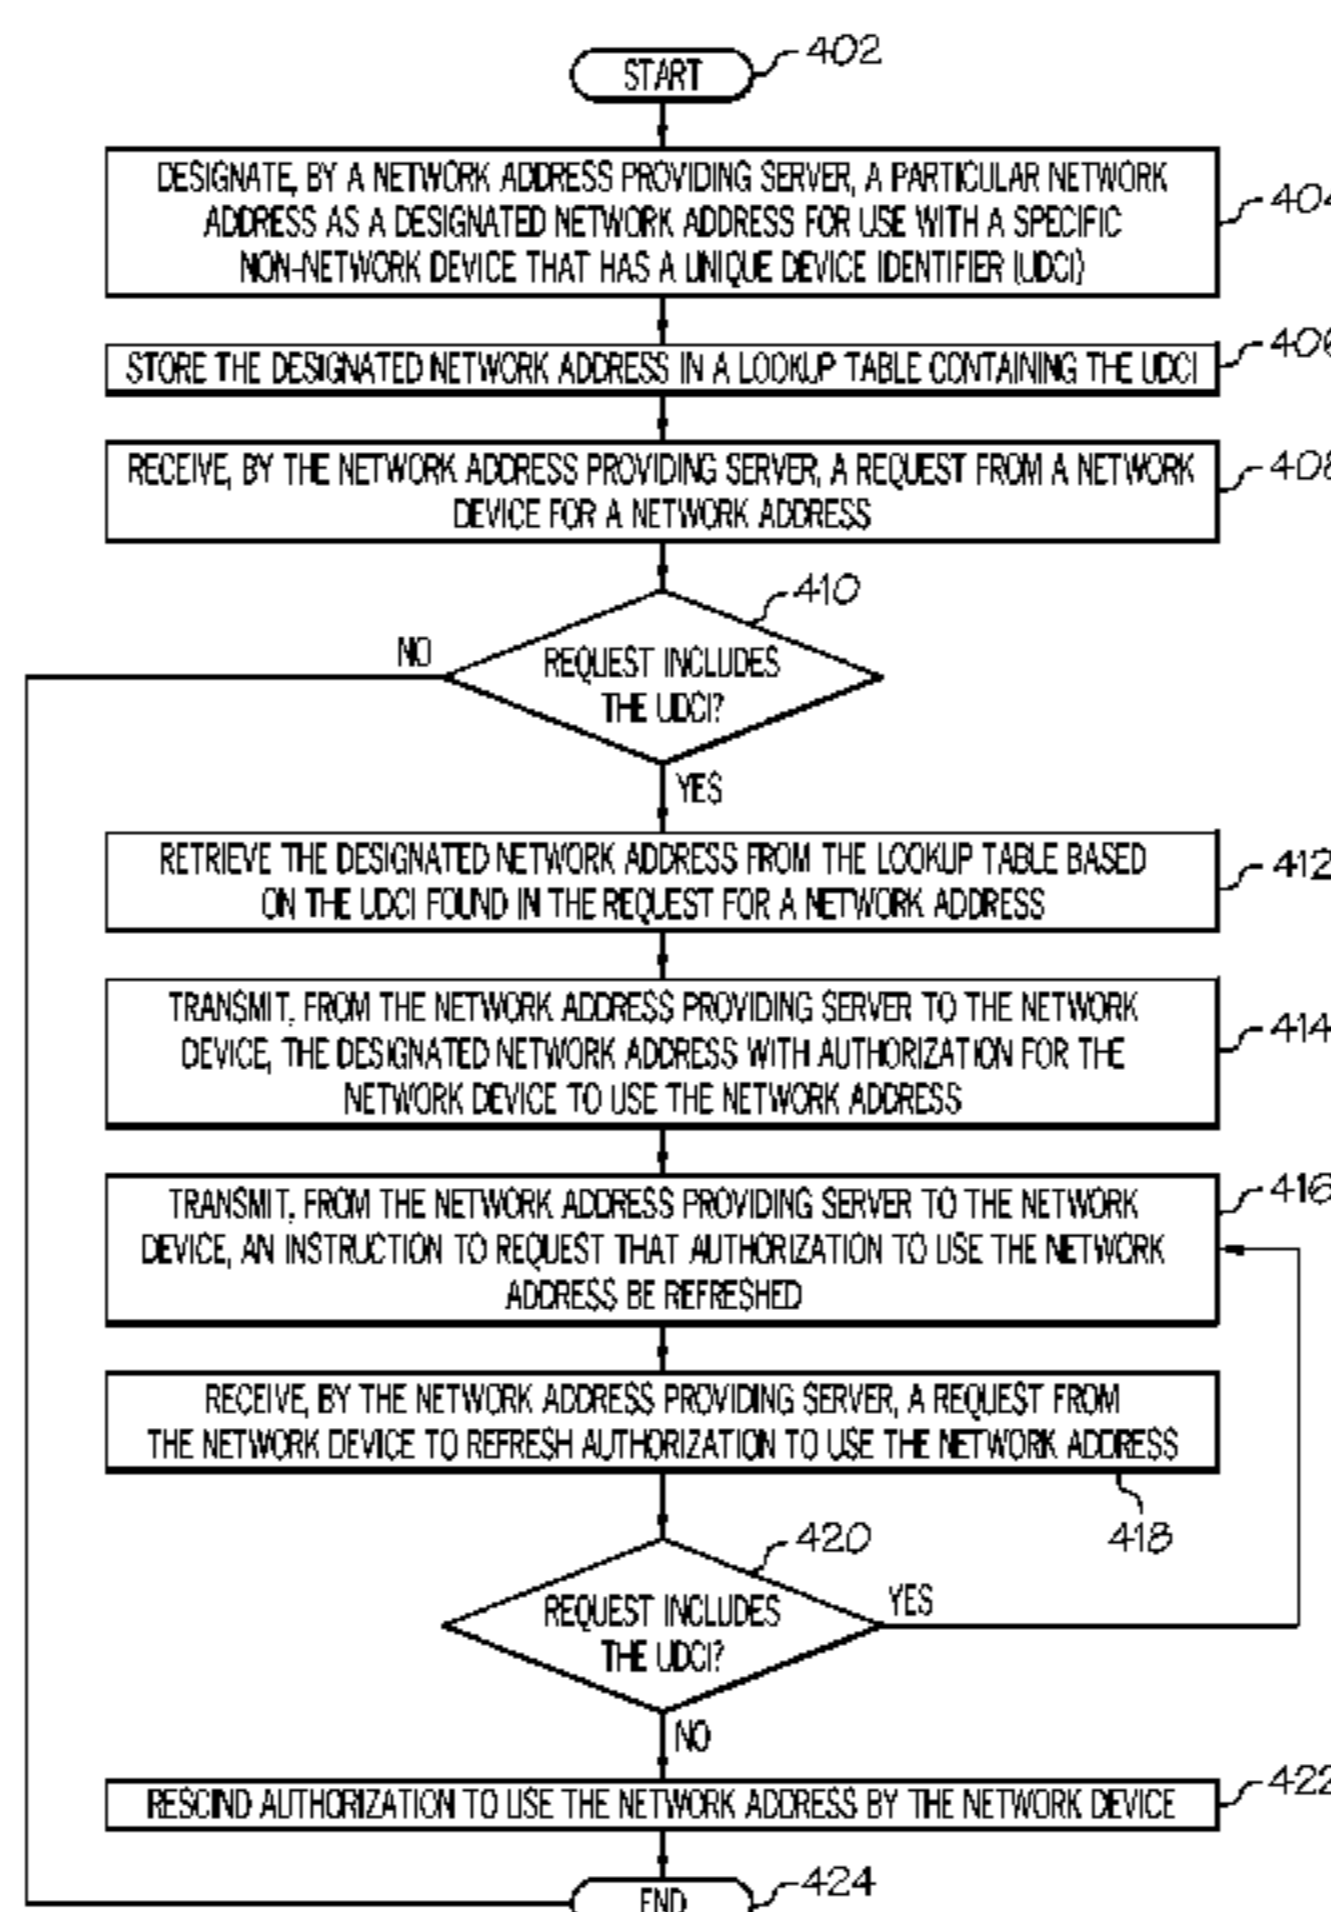 START
402
DESIGNATE, BY A NETWORK ADDRESS PROVIDING SERVER, A PARTICULAR NETWORK
ADDRESS AS A DESIGNATED NETWORK ADDRESS FOR USE WITH A SPECIFIC
NON-NETWORK DEVICE THAT HAS A UNIQUE DEVICE IDENTIFIER (UDCI)
404
STORE THE DESIGNATED NETWORK ADDRESS IN A LOOKUP TABLE CONTAINING THE UDCI
406
RECEIVE, BY THE NETWORK ADDRESS PROVIDING SERVER, A REQUEST FROM A NETWORK
DEVICE FOR A NETWORK ADDRESS
408
410
NO
REQUEST INCLUDES
THE UDCI?
YES
RETRIEVE THE DESIGNATED NETWORK ADDRESS FROM THE LOOKUP TABLE BASED
ON THE UDCI FOUND IN THE REQUEST FOR A NETWORK ADDRESS
412
TRANSMIT, FROM THE NETWORK ADDRESS PROVIDING SERVER TO THE NETWORK
DEVICE, THE DESIGNATED NETWORK ADDRESS WITH AUTHORIZATION FOR THE
NETWORK DEVICE TO USE THE NETWORK ADDRESS
414
TRANSMIT, FROM THE NETWORK ADDRESS PROVIDING SERVER TO THE NETWORK
DEVICE, AN INSTRUCTION TO REQUEST THAT AUTHORIZATION TO USE THE NETWORK
ADDRESS BE REFRESHED
416
RECEIVE, BY THE NETWORK ADDRESS PROVIDING SERVER, A REQUEST FROM
THE NETWORK DEVICE TO REFRESH AUTHORIZATION TO USE THE NETWORK ADDRESS
418
420
REQUEST INCLUDES
THE UDCI?
YES
NO
RESCIND AUTHORIZATION TO USE THE NETWORK ADDRESS BY THE NETWORK DEVICE
422
END
424